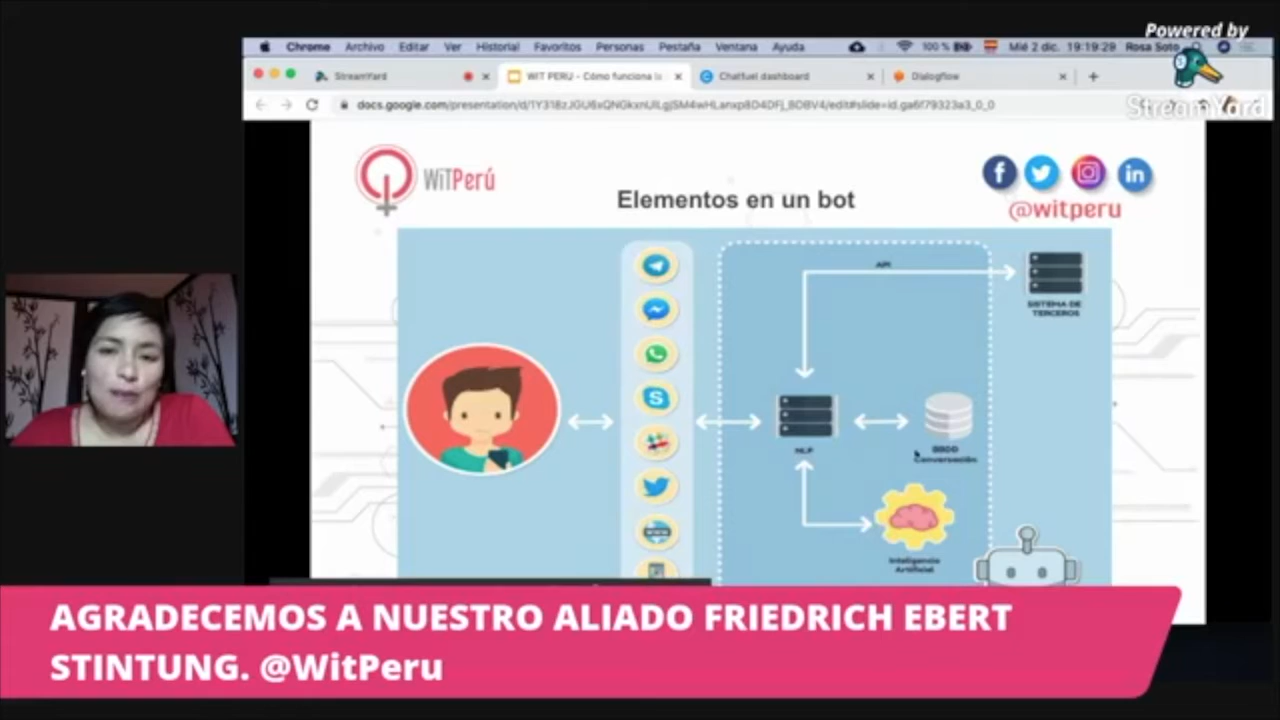 Powered by
StreamYard
Chrome Archivo Editar Ver Historial Favoritos Personas Pestaña Ventana Ayuda 100 % Mié 2 dic. 19:19:29 Rosa Soto
StreamYard WIT PERU - Cómo funciona la Chatfuel dashboard Dialogflow
WiTPerú
Elementos en un bot
@witperu
API
SISTEMA DE
TERCEROS
NLP
BBDD
Conversación
WWW
Inteligencia
Artificial
AGRADECEMOS A NUESTRO ALIADO FRIEDRICH EBERT
STINTUNG. @WitPeru